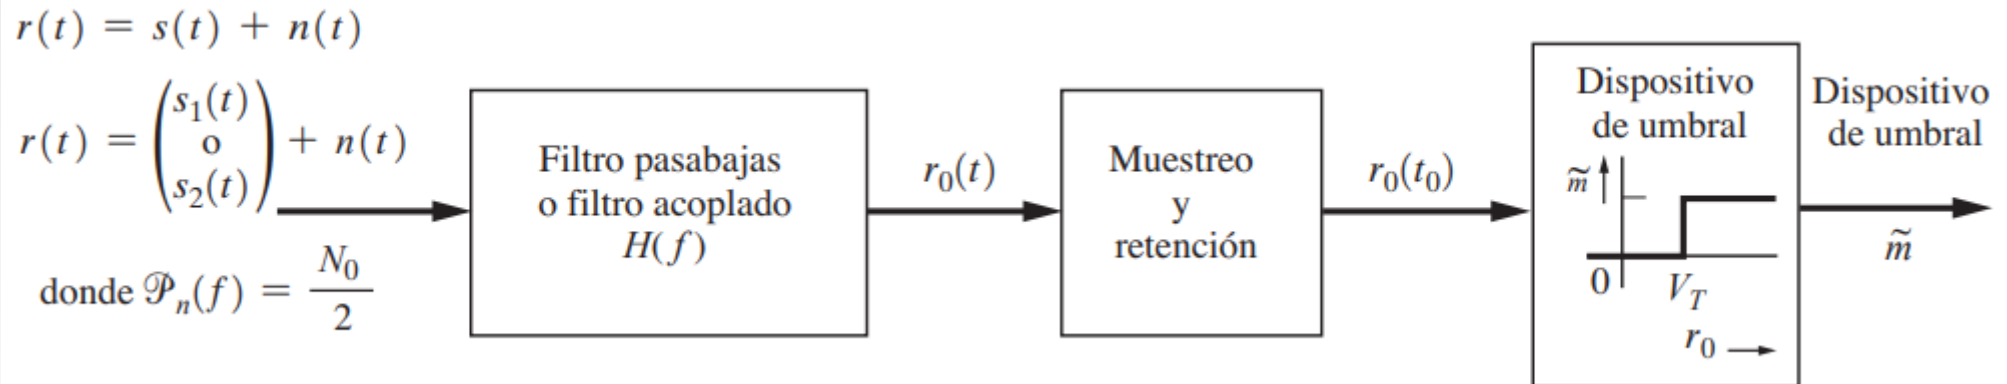 r(t) = s(t) + n(t)
r(t) = (s₁(t) o s₂(t)) + n(t)
donde 𝒫ₙ(f) = N₀/2
Filtro pasabajas
o filtro acoplado
H(f)
r₀(t)
Muestreo
y
retención
r₀(t₀)
Dispositivo
de umbral
m̃
0
V_T
r₀
Dispositivo
de umbral
m̃